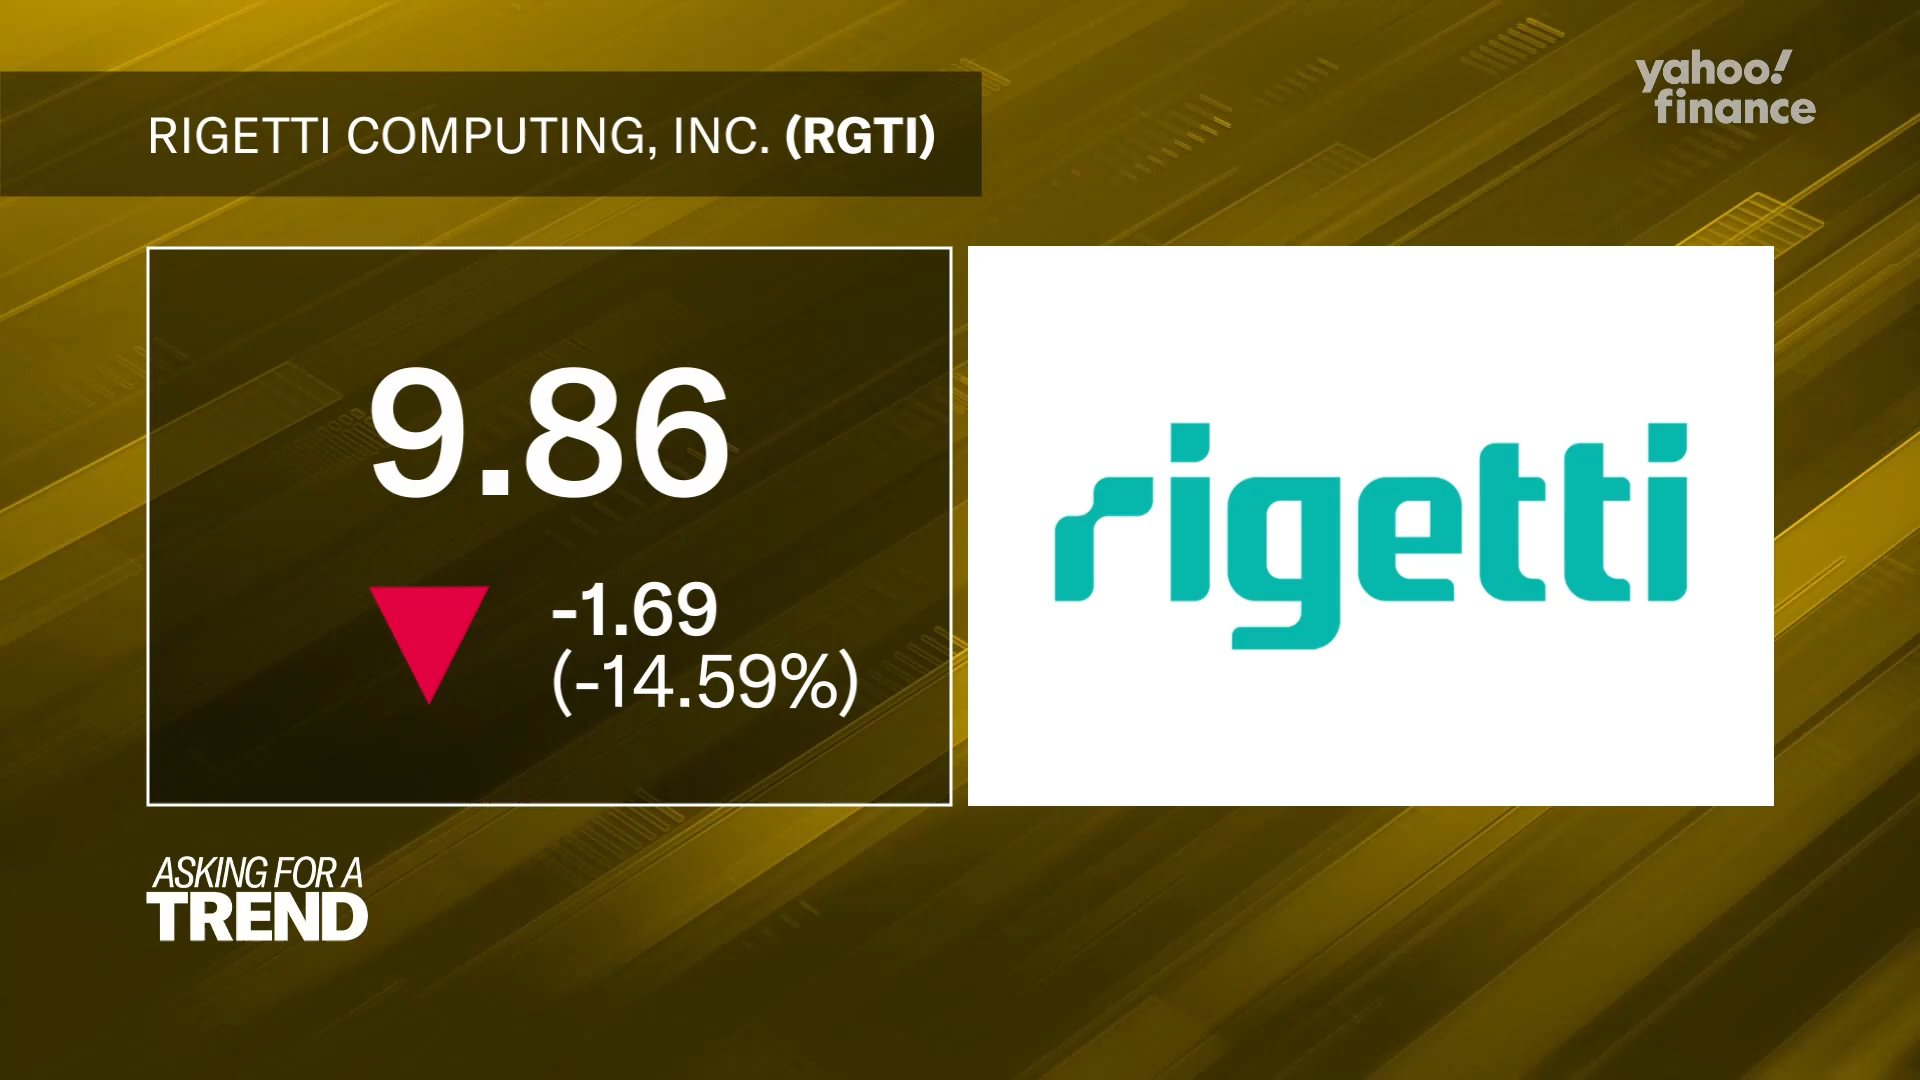 yahoo!
finance
RIGETTI COMPUTING, INC. (RGTI)
9.86
-1.69
(-14.59%)
rigetti
ASKING FOR A
TREND